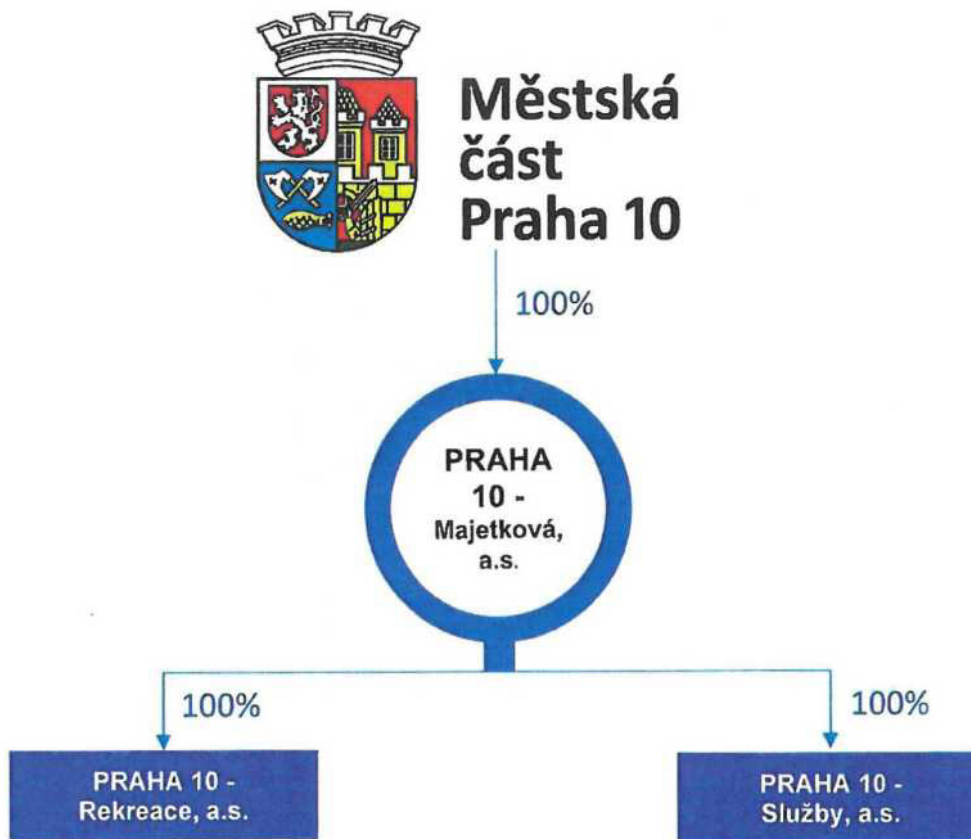 Městská
část
Praha 10
100%
PRAHA
10 -
Majetková,
a.s.
100%
100%
PRAHA 10 -
Rekreace, a.s.
PRAHA 10 -
Služby, a.s.